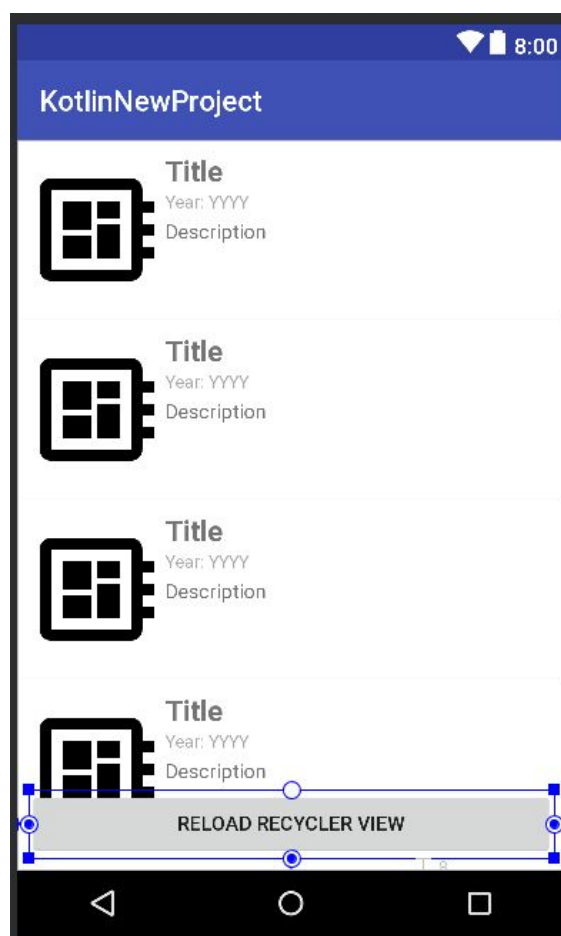 8:00
KotlinNewProject
Title
Year: YYYY
Description
Title
Year: YYYY
Description
Title
Year: YYYY
Description
Title
Year: YYYY
Description
RELOAD RECYCLER VIEW
8